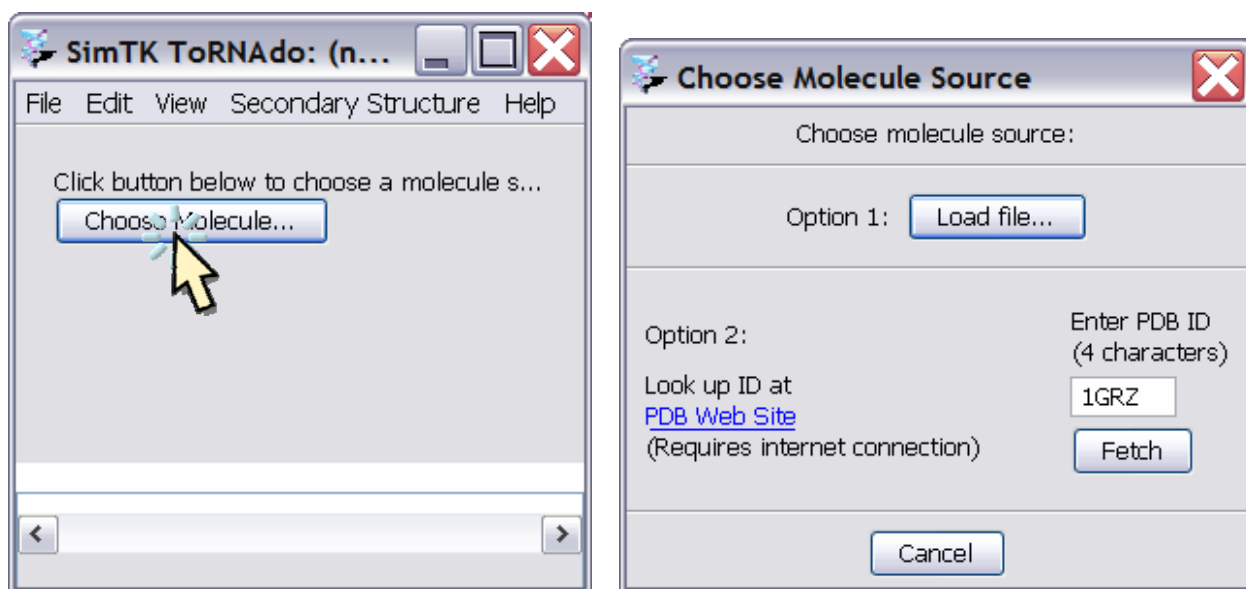 SimTK ToRNAdo: (n...
File Edit View Secondary Structure Help
Click button below to choose a molecule s...
Choose Molecule...
Choose Molecule Source
Choose molecule source:
Option 1: Load file...
Option 2:
Look up ID at
PDB Web Site
(Requires internet connection)
Enter PDB ID
(4 characters)
1GRZ
Fetch
Cancel